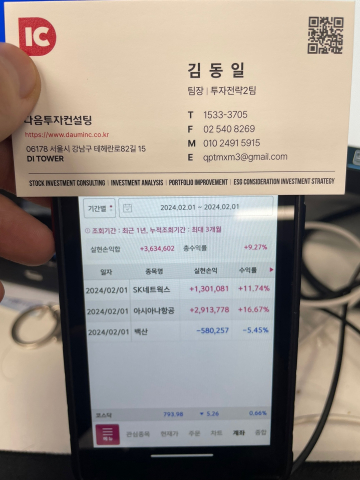 IC
김 동 일
팀장 | 투자전략2팀
다음투자컨설팅
https://www.dauminc.co.kr
06178 서울시 강남구 테헤란로82길 15
DI TOWER
T 1533-3705
F 02 540 8269
M 010 2491 5915
E qptmxm3@gmail.com
STOCK INVESTMENT CONSULTING | INVESTMENT ANALYSIS | PORTFOLIO IMPROVEMENT | ESG CONSIDERATION INVESTMENT STRATEGY
기간별 2024.02.01 ~ 2024.02.01
조회기간 : 최근 1년, 누적조회기간 : 최대 3개월
실현손익합 +3,634,602 총수익률 +9.27%
일자 종목명 실현손익 수익률
2024/02/01 SK네트웍스 +1,301,081 +11.74%
2024/02/01 아시아나항공 +2,913,778 +16.67%
2024/02/01 백산 -580,257 -5.45%
코스닥 793.98 ▼ 5.26 0.66%
메뉴 관심종목 현재가 주문 차트 계좌 종합